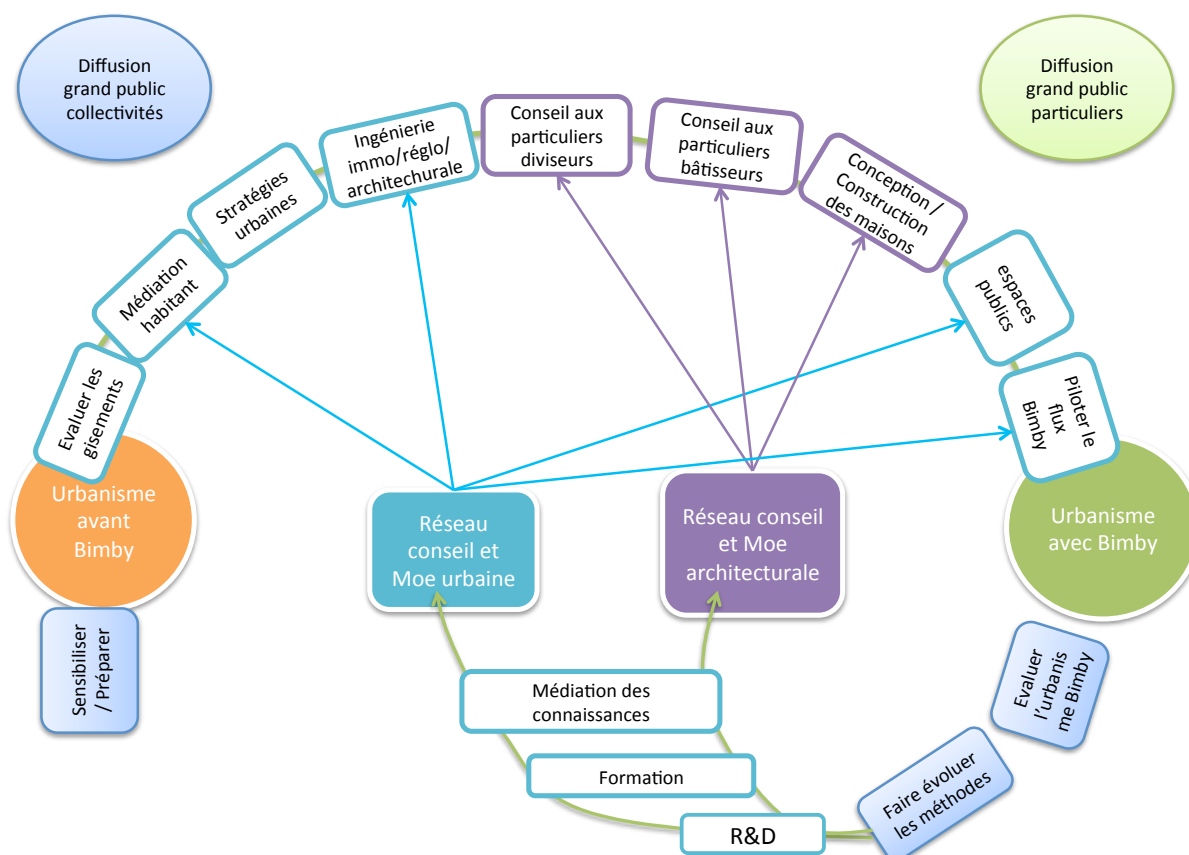 Diffusion
grand public
collectivités
Diffusion
grand public
particuliers
Ingénierie
immo/réglo/
architechurale
Conseil aux
particuliers
diviseurs
Conseil aux
particuliers
bâtisseurs
Conception /
Construction
des maisons
Stratégies
urbaines
Médiation
habitant
espaces
publics
Evaluer les
gisements
Piloter le
flux
Bimby
Urbanisme
avant
Bimby
Réseau
conseil et
Moe urbaine
Réseau conseil
et Moe
architecturale
Urbanisme
avec Bimby
Sensibiliser
/ Préparer
Evaluer
l'urbanis
me Bimby
Médiation des
connaissances
Formation
Faire évoluer
les méthodes
R&D